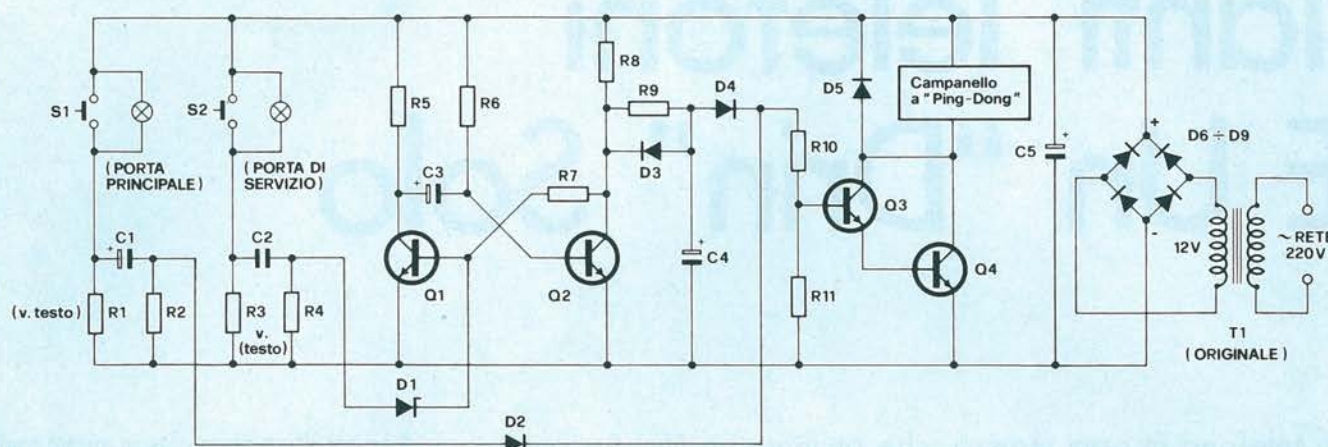 S1
(PORTA
PRINCIPALE)
S2
(PORTA DI
SERVIZIO)
R5
R6
R8
R9
D4
D5
Campanello
a "Ping-Dong"
+
D6 ÷ D9
C3
+
R7
D3
R10
Q3
C5
+
C1
+
C2
Q1
Q2
C4
+
Q4
-
12V
~ RETE
220V
(v. testo)
R1
R2
R3
v.
(testo)
R4
R11
T1
(ORIGINALE)
D1
D2